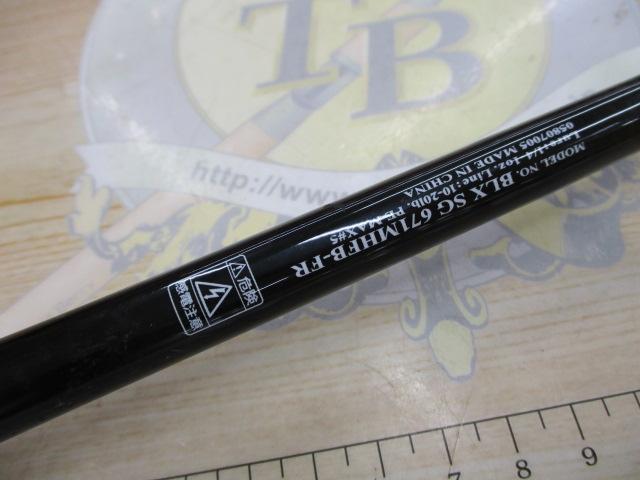 TB
http://www.
MODEL NO. BLX SG 671MHFB-FR
Lure:1/4-1oz. Line:10-20lb. PE MAX#5
05807005 MADE IN CHINA
危険
感電注意
7 8 9